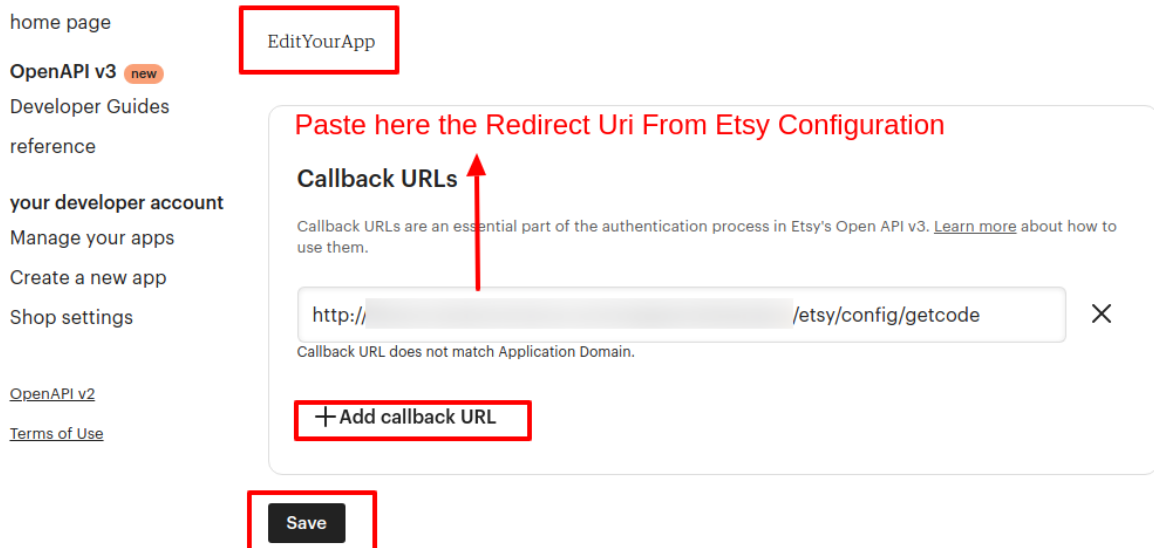 home page
OpenAPI v3 new
Developer Guides
reference
your developer account
Manage your apps
Create a new app
Shop settings
OpenAPI v2
Terms of Use
EditYourApp
Paste here the Redirect Uri From Etsy Configuration
Callback URLs
Callback URLs are an essential part of the authentication process in Etsy's Open API v3. Learn more about how to
use them.
http:// /etsy/config/getcode
Callback URL does not match Application Domain.
+Add callback URL
Save